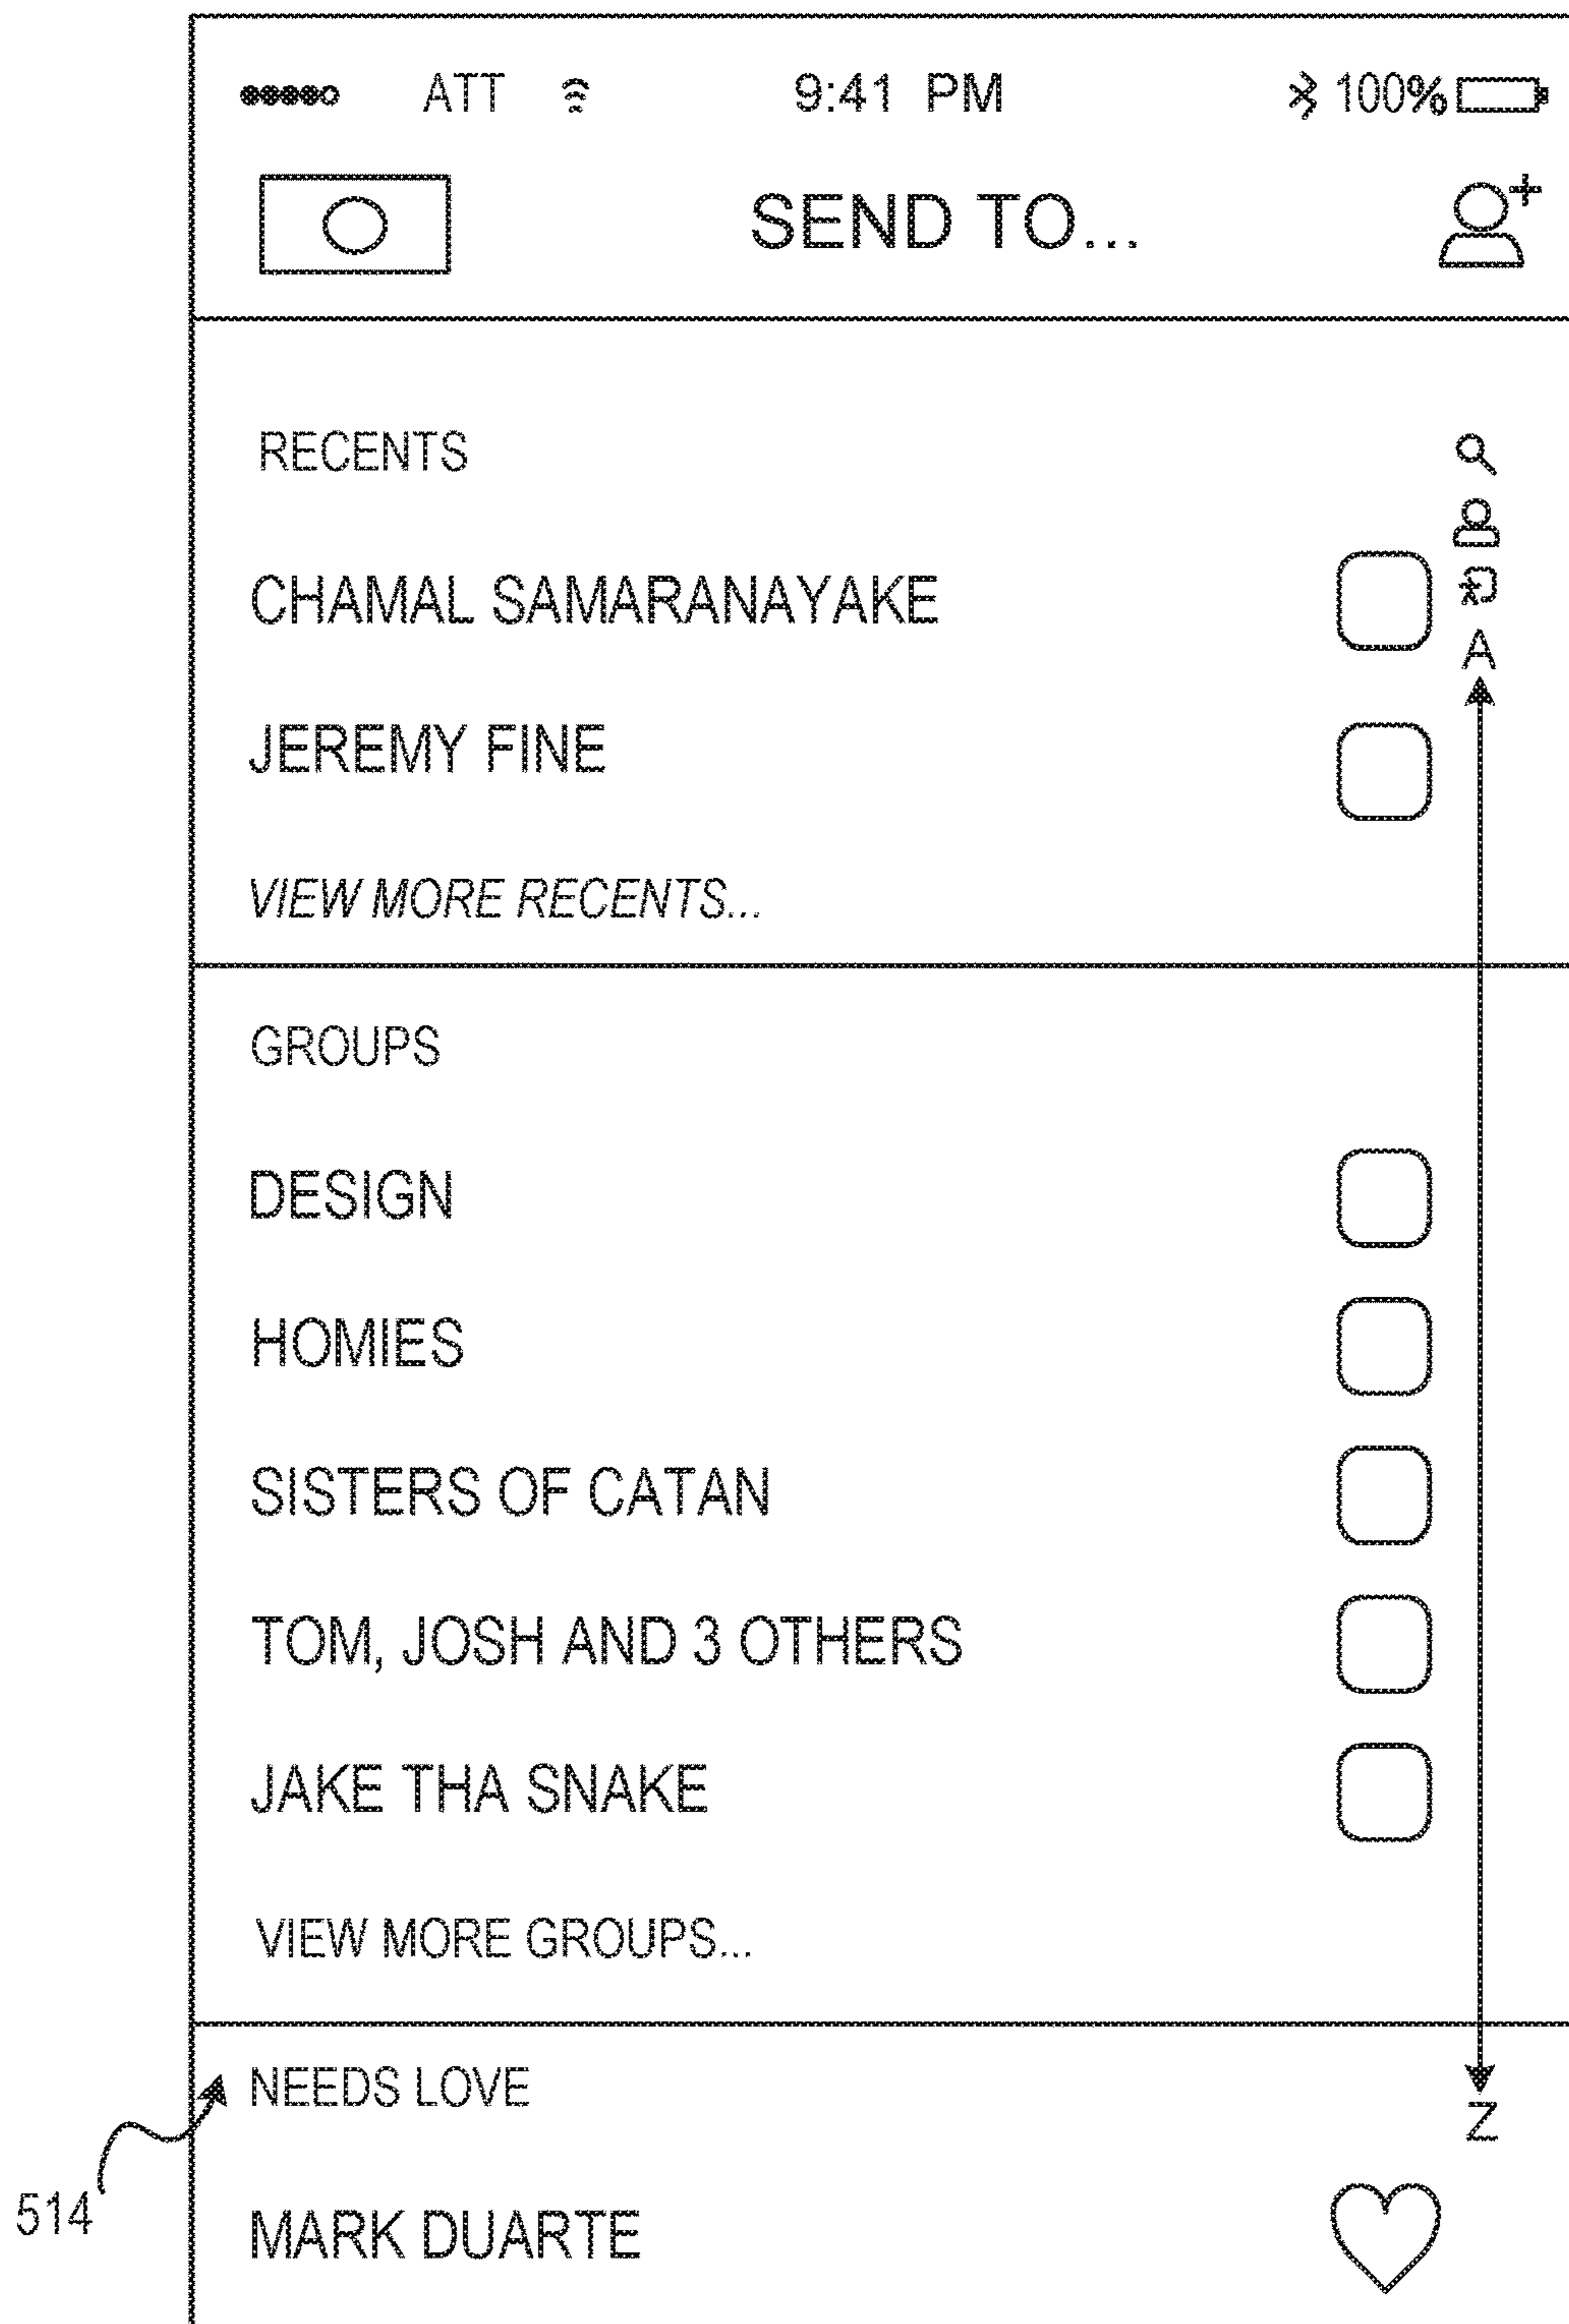 ATT 9:41 PM 100%
SEND TO...
RECENTS
CHAMAL SAMARANAYAKE
A
JEREMY FINE
VIEW MORE RECENTS...
GROUPS
DESIGN
HOMIES
SISTERS OF CATAN
TOM, JOSH AND 3 OTHERS
JAKE THA SNAKE
VIEW MORE GROUPS...
NEEDS LOVE
Z
514
MARK DUARTE